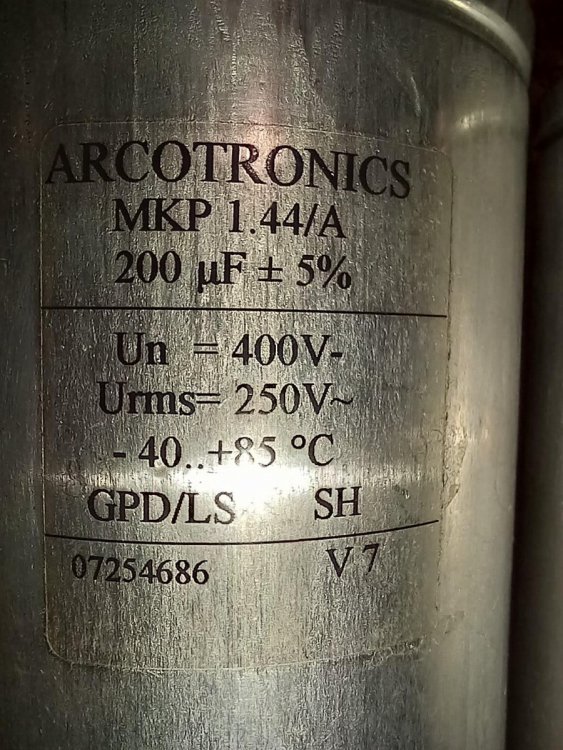 ARCOTRONICS
MKP 1.44/A
200 µF ± 5%
Un = 400V-
Urms= 250V~
- 40..+85 °C
GPD/LS SH
07254686 V 7